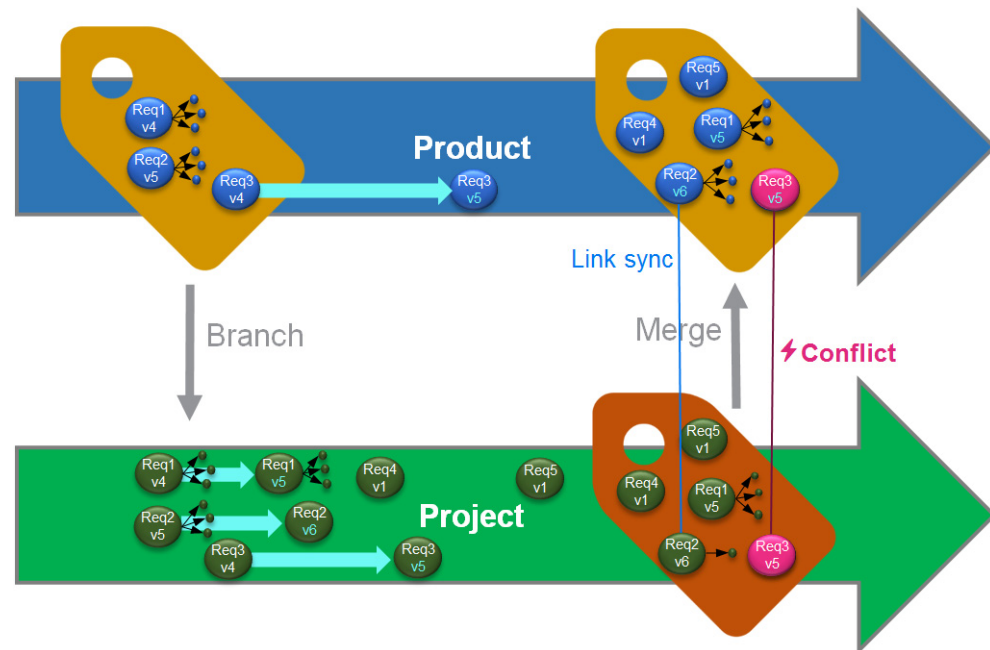 Req1
v4
Req2
v5
Req3
v4
Product
Req3
v5
Req5
v1
Req4
v1
Req1
v5
Req2
v6
Req3
v5
Link sync
Branch
Merge
Conflict
Req1
v4
Req1
v5
Req4
v1
Req5
v1
Req2
v5
Req2
v6
Project
Req3
v4
Req3
v5
Req5
v1
Req4
v1
Req1
v5
Req2
v6
Req3
v5